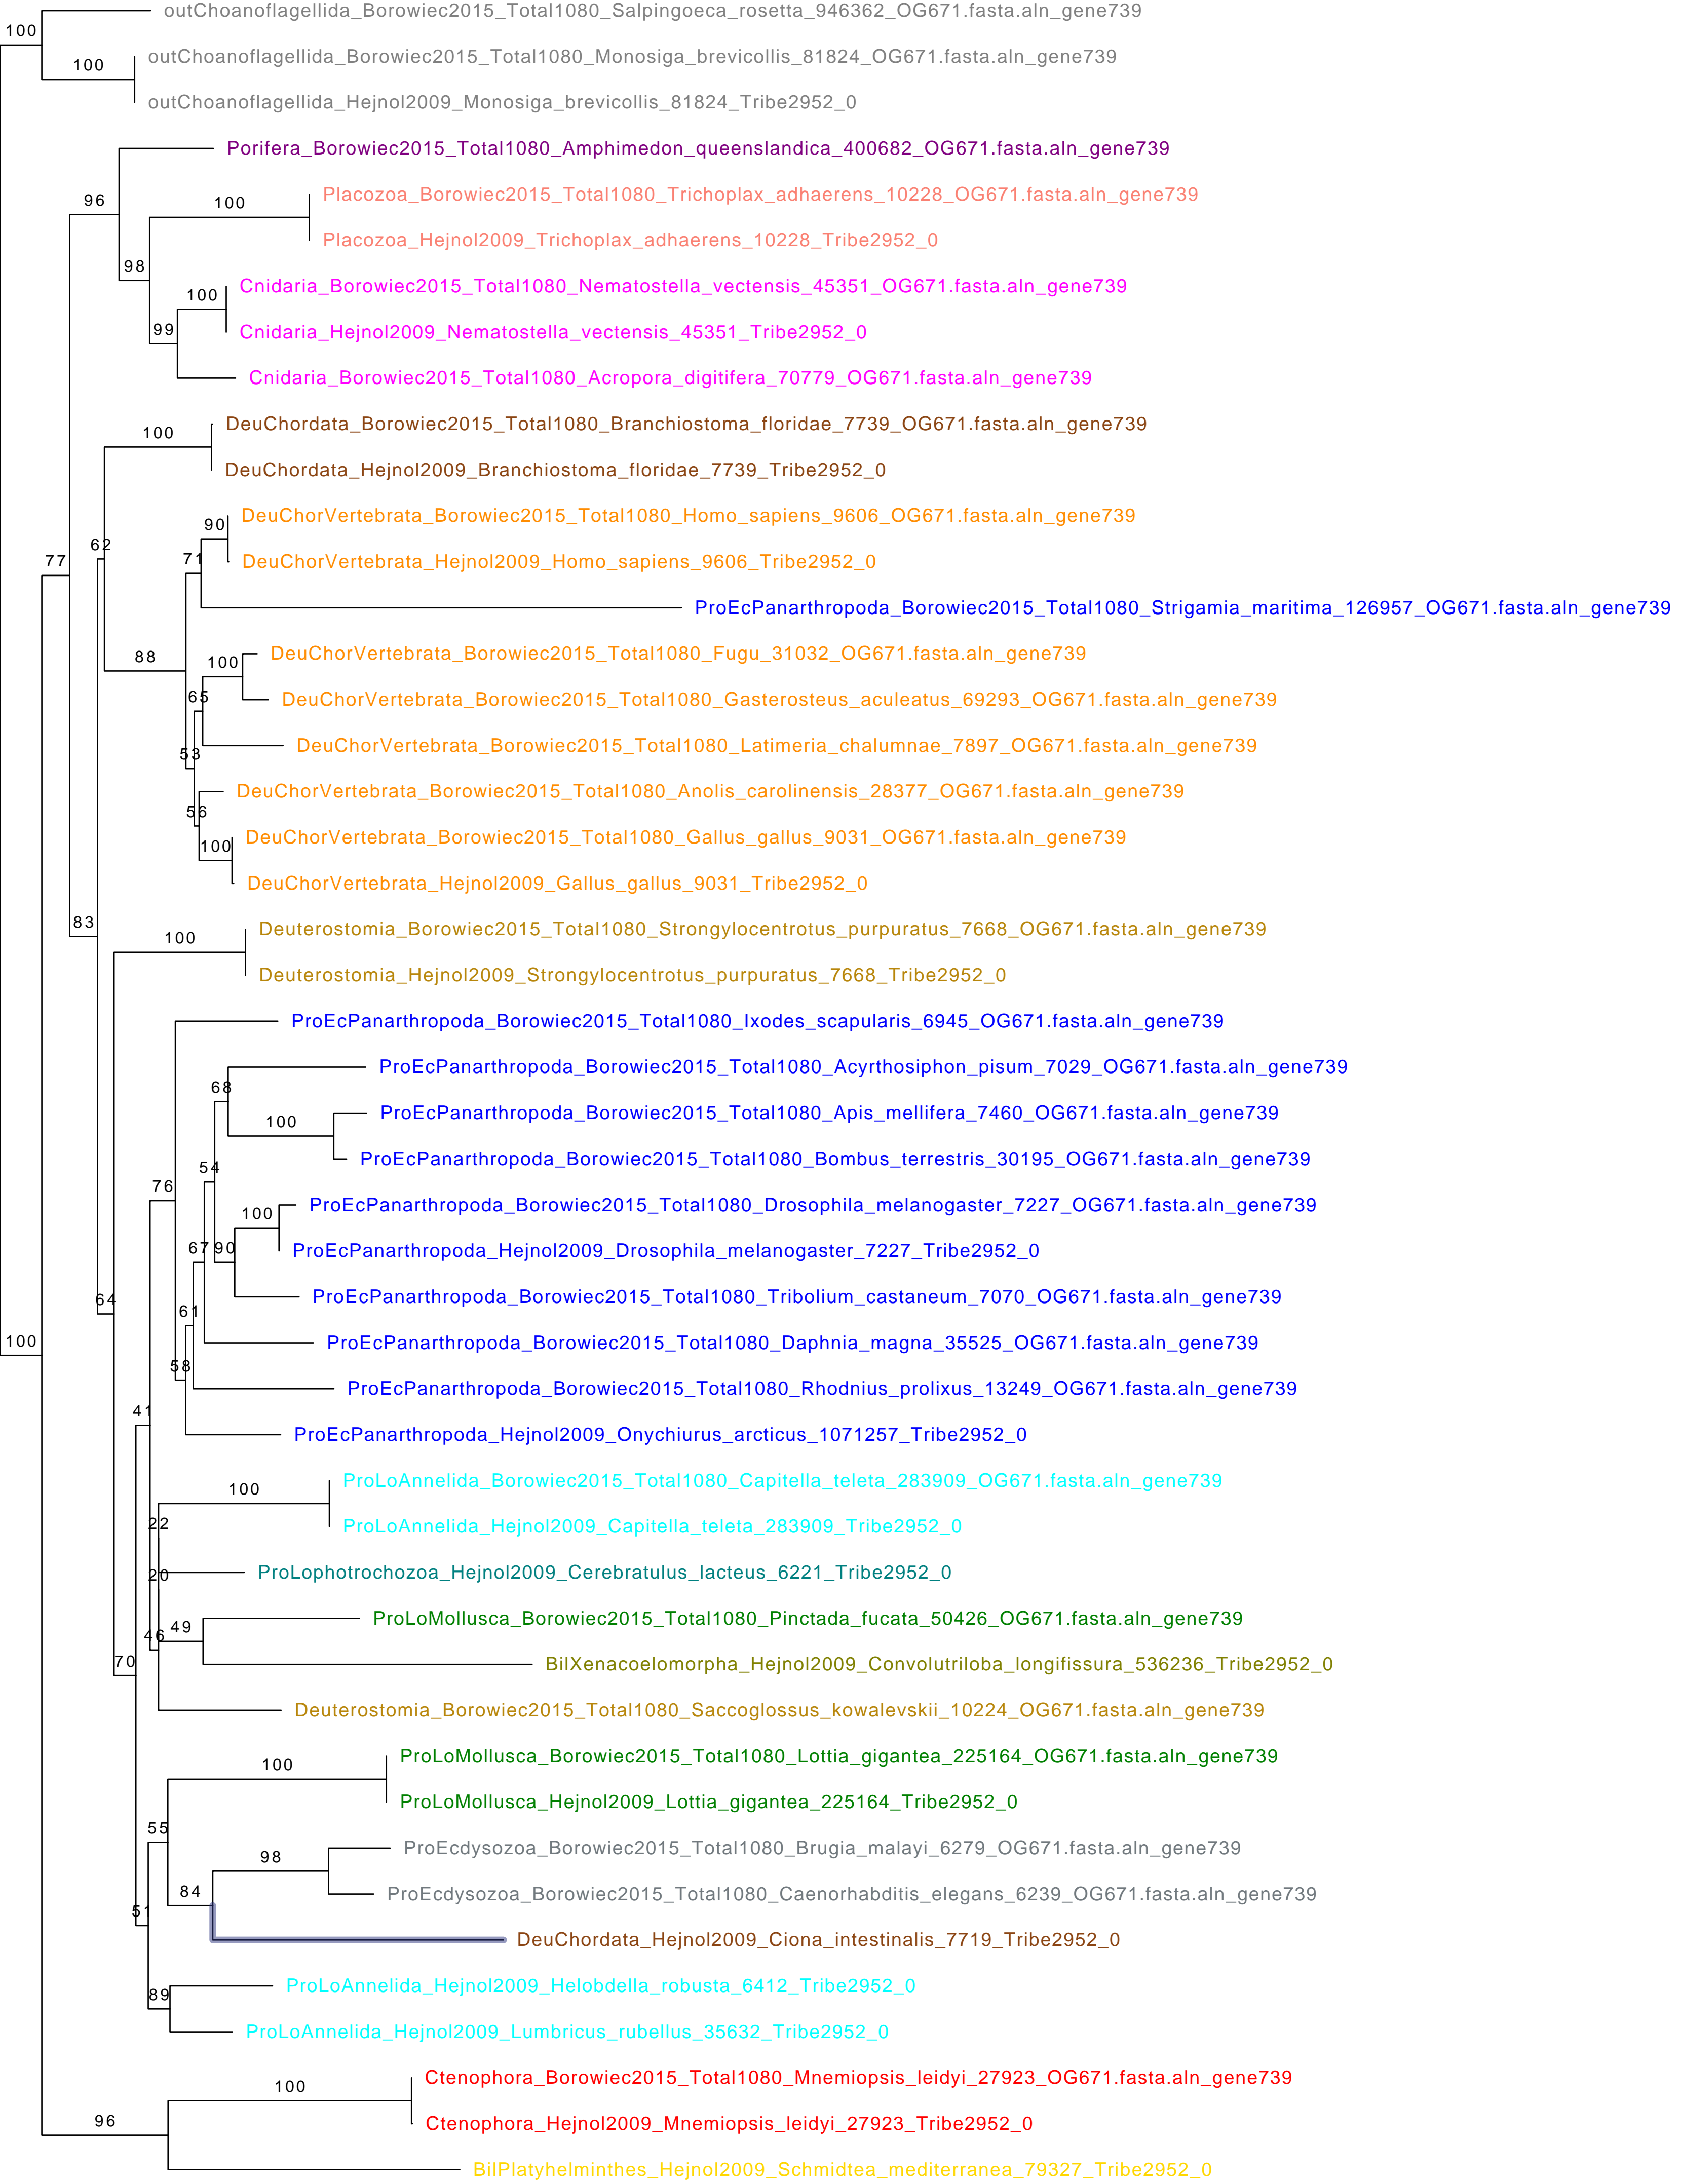 outChoanoflagellida_Borowiec2015_Total1080_Salpingoeca_rosetta_946362_OG671.fasta.aln_gene739
100
outChoanoflagellida_Borowiec2015_Total1080_Monosiga_brevicollis_81824_OG671.fasta.aln_gene739
100
outChoanoflagellida_Hejnol2009_Monosiga_brevicollis_81824_Tribe2952_0
Porifera_Borowiec2015_Total1080_Amphimedon_queenslandica_400682_OG671.fasta.aln_gene739
96
Placozoa_Borowiec2015_Total1080_Trichoplax_adhaerens_10228_OG671.fasta.aln_gene739
100
Placozoa_Hejnol2009_Trichoplax_adhaerens_10228_Tribe2952_0
98
Cnidaria_Borowiec2015_Total1080_Nematostella_vectensis_45351_OG671.fasta.aln_gene739
100
Cnidaria_Hejnol2009_Nematostella_vectensis_45351_Tribe2952_0
99
Cnidaria_Borowiec2015_Total1080_Acropora_digitifera_70779_OG671.fasta.aln_gene739
DeuChordata_Borowiec2015_Total1080_Branchiostoma_floridae_7739_OG671.fasta.aln_gene739
100
DeuChordata_Hejnol2009_Branchiostoma_floridae_7739_Tribe2952_0
DeuChorVertebrata_Borowiec2015_Total1080_Homo_sapiens_9606_OG671.fasta.aln_gene739
90
62
77
71
DeuChorVertebrata_Hejnol2009_Homo_sapiens_9606_Tribe2952_0
ProEcPanarthropoda_Borowiec2015_Total1080_Strigamia_maritima_126957_OG671.fasta.aln_gene739
88
DeuChorVertebrata_Borowiec2015_Total1080_Fugu_31032_OG671.fasta.aln_gene739
100
65
DeuChorVertebrata_Borowiec2015_Total1080_Gasterosteus_aculeatus_69293_OG671.fasta.aln_gene739
DeuChorVertebrata_Borowiec2015_Total1080_Latimeria_chalumnae_7897_OG671.fasta.aln_gene739
53
DeuChorVertebrata_Borowiec2015_Total1080_Anolis_carolinensis_28377_OG671.fasta.aln_gene739
56
DeuChorVertebrata_Borowiec2015_Total1080_Gallus_gallus_9031_OG671.fasta.aln_gene739
100
DeuChorVertebrata_Hejnol2009_Gallus_gallus_9031_Tribe2952_0
83
Deuterostomia_Borowiec2015_Total1080_Strongylocentrotus_purpuratus_7668_OG671.fasta.aln_gene739
100
Deuterostomia_Hejnol2009_Strongylocentrotus_purpuratus_7668_Tribe2952_0
ProEcPanarthropoda_Borowiec2015_Total1080_Ixodes_scapularis_6945_OG671.fasta.aln_gene739
ProEcPanarthropoda_Borowiec2015_Total1080_Acyrthosiphon_pisum_7029_OG671.fasta.aln_gene739
68
ProEcPanarthropoda_Borowiec2015_Total1080_Apis_mellifera_7460_OG671.fasta.aln_gene739
100
54
ProEcPanarthropoda_Borowiec2015_Total1080_Bombus_terrestris_30195_OG671.fasta.aln_gene739
76
ProEcPanarthropoda_Borowiec2015_Total1080_Drosophila_melanogaster_7227_OG671.fasta.aln_gene739
100
67
90
ProEcPanarthropoda_Hejnol2009_Drosophila_melanogaster_7227_Tribe2952_0
64
ProEcPanarthropoda_Borowiec2015_Total1080_Tribolium_castaneum_7070_OG671.fasta.aln_gene739
61
100
ProEcPanarthropoda_Borowiec2015_Total1080_Daphnia_magna_35525_OG671.fasta.aln_gene739
58
ProEcPanarthropoda_Borowiec2015_Total1080_Rhodnius_prolixus_13249_OG671.fasta.aln_gene739
41
ProEcPanarthropoda_Hejnol2009_Onychiurus_arcticus_1071257_Tribe2952_0
ProLoAnnelida_Borowiec2015_Total1080_Capitella_teleta_283909_OG671.fasta.aln_gene739
100
22
ProLoAnnelida_Hejnol2009_Capitella_teleta_283909_Tribe2952_0
20
ProLophotrochozoa_Hejnol2009_Cerebratulus_lacteus_6221_Tribe2952_0
ProLoMollusca_Borowiec2015_Total1080_Pinctada_fucata_50426_OG671.fasta.aln_gene739
46
49
70
BilXenacoelomorpha_Hejnol2009_Convolutriloba_longifissura_536236_Tribe2952_0
Deuterostomia_Borowiec2015_Total1080_Saccoglossus_kowalevskii_10224_OG671.fasta.aln_gene739
ProLoMollusca_Borowiec2015_Total1080_Lottia_gigantea_225164_OG671.fasta.aln_gene739
100
ProLoMollusca_Hejnol2009_Lottia_gigantea_225164_Tribe2952_0
55
ProEcdysozoa_Borowiec2015_Total1080_Brugia_malayi_6279_OG671.fasta.aln_gene739
98
84
ProEcdysozoa_Borowiec2015_Total1080_Caenorhabditis_elegans_6239_OG671.fasta.aln_gene739
51
DeuChordata_Hejnol2009_Ciona_intestinalis_7719_Tribe2952_0
ProLoAnnelida_Hejnol2009_Helobdella_robusta_6412_Tribe2952_0
89
ProLoAnnelida_Hejnol2009_Lumbricus_rubellus_35632_Tribe2952_0
Ctenophora_Borowiec2015_Total1080_Mnemiopsis_leidyi_27923_OG671.fasta.aln_gene739
100
96
Ctenophora_Hejnol2009_Mnemiopsis_leidyi_27923_Tribe2952_0
BilPlatyhelminthes_Hejnol2009_Schmidtea_mediterranea_79327_Tribe2952_0